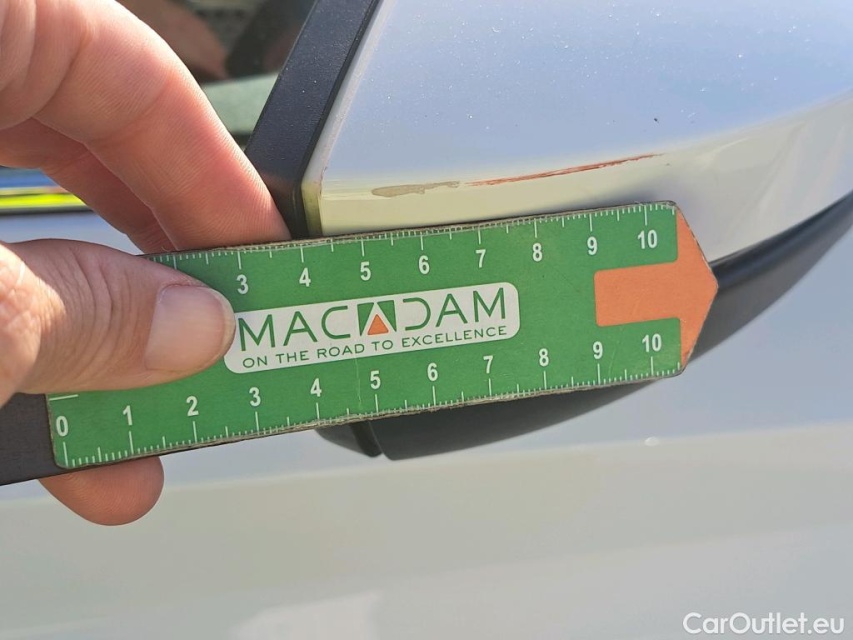 3 4 5 6 7 8 9 10
MACADAM
ON THE ROAD TO EXCELLENCE
0 1 2 3 4 5 6 7 8 9 10
CarOutlet.eu